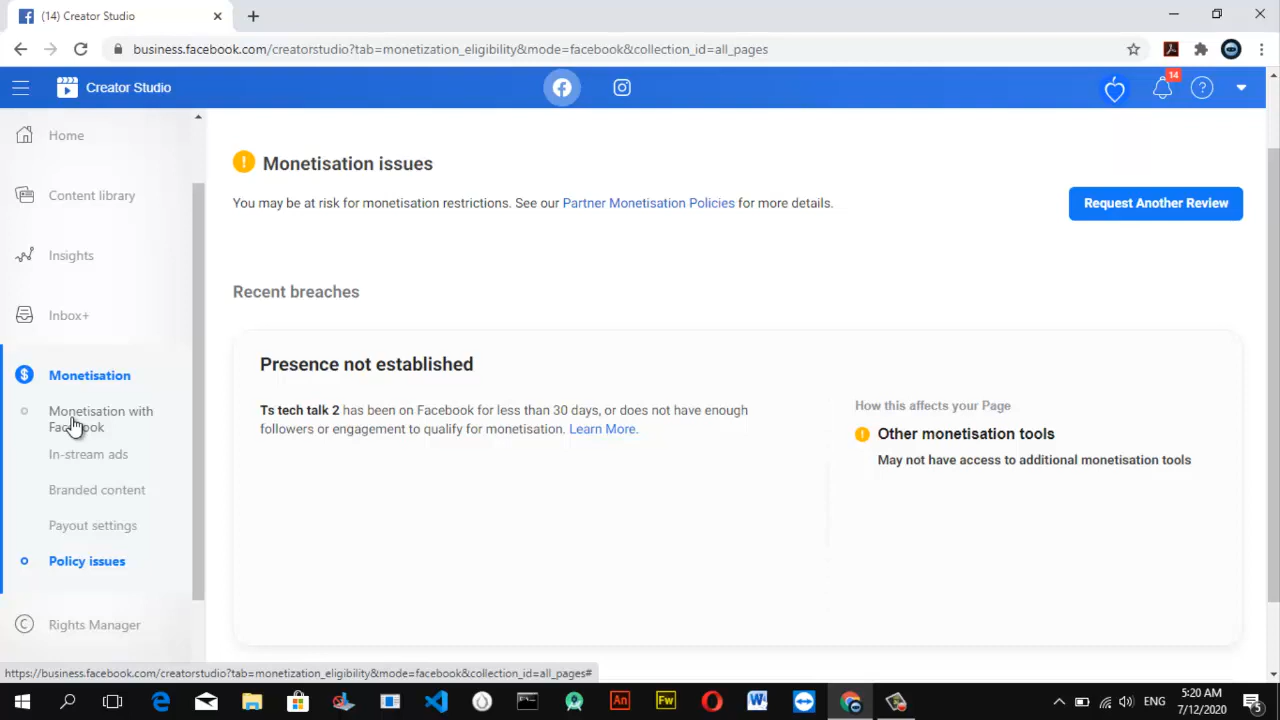 (14) Creator Studio
business.facebook.com/creatorstudio?tab=monetization_eligibility&mode=facebook&collection_id=all_pages
Creator Studio
14
Home
Content library
Insights
Inbox+
Monetisation
Monetisation with
Facebook
In-stream ads
Branded content
Payout settings
Policy issues
Rights Manager
Monetisation issues
You may be at risk for monetisation restrictions. See our Partner Monetisation Policies for more details.
Request Another Review
Recent breaches
Presence not established
Ts tech talk 2 has been on Facebook for less than 30 days, or does not have enough
followers or engagement to qualify for monetisation. Learn More.
How this affects your Page
Other monetisation tools
May not have access to additional monetisation tools
https://business.facebook.com/creatorstudio?tab=monetization_eligibility&mode=facebook&collection_id=all_pages#
An
Fw
W
ENG
5:20 AM
7/12/2020
5